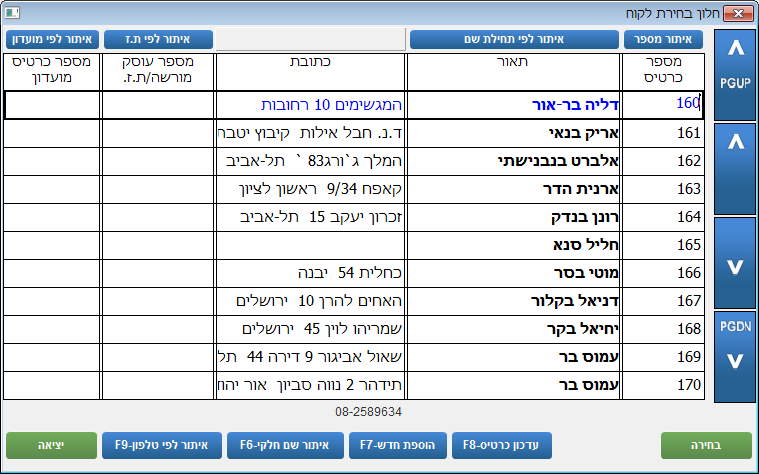 חלון בחירת לקוח
איתור מספר איתור לפי תחילת שם איתור לפי ת.ז איתור לפי מועדון
מספר כרטיס תאור כתובת מספר עוסק מורשה/ת.ז. מספר כרטיס מועדון
160 דליה בר-אור המגשימים 10 רחובות
161 אריק בנאי ד.נ. חבל אילות קיבוץ יטבת
162 אלברט בנבנישתי המלך ג`ורג83 ` תל-אביב
163 ארנית הדר קאפח 9/34 ראשון לציון
164 רונן בנדק זכרון יעקב 15 תל-אביב
165 חליל סנא
166 מוטי בסר כחלית 54 יבנה
167 דניאל בקלור האחים להרך 10 ירושלים
168 יחיאל בקר שמריהו לוין 45 ירושלים
169 עמוס בר שאול אביגור 9 דירה 44 תל
170 עמוס בר תידהר 2 נווה סביון אור יהוד
08-2589634
בחירה עדכון כרטיס-F8 הוספת חדש-F7 איתור שם חלקי-F6 איתור לפי טלפון-F9 יציאה
PGUP
PGDN